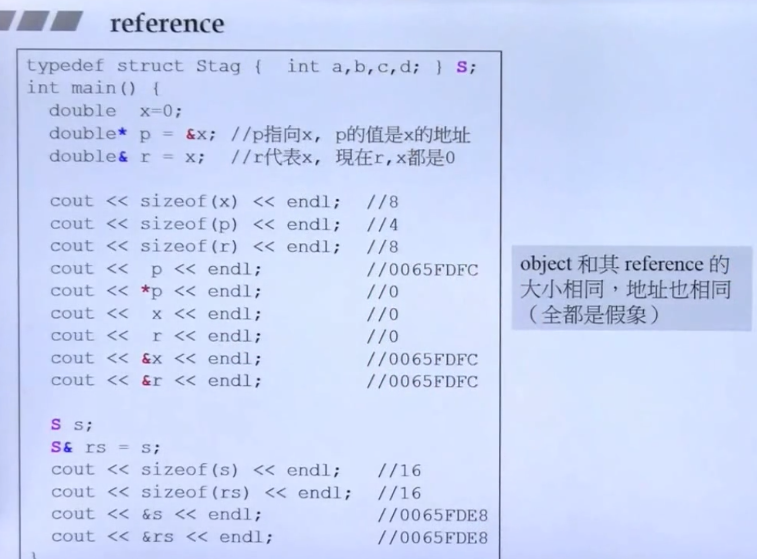 reference
typedef struct Stag {  int a,b,c,d; } S;
int main() {
  double  x=0;
  double* p = &x; //p指向x, p的值是x的地址
  double& r = x;  //r代表x, 現在r,x都是0
  cout << sizeof(x) << endl;  //8
  cout << sizeof(p) << endl;  //4
  cout << sizeof(r) << endl;  //8
  cout <<  p << endl;         //0065FDFC
  cout << *p << endl;         //0
  cout <<  x << endl;         //0
  cout <<  r << endl;         //0
  cout << &x << endl;         //0065FDFC
  cout << &r << endl;         //0065FDFC
object 和其 reference 的
大小相同，地址也相同
（全都是假象）
  S s;
  S& rs = s;
  cout << sizeof(s) << endl;   //16
  cout << sizeof(rs) << endl;  //16
  cout << &s << endl;          //0065FDE8
  cout << &rs << endl;         //0065FDE8
}